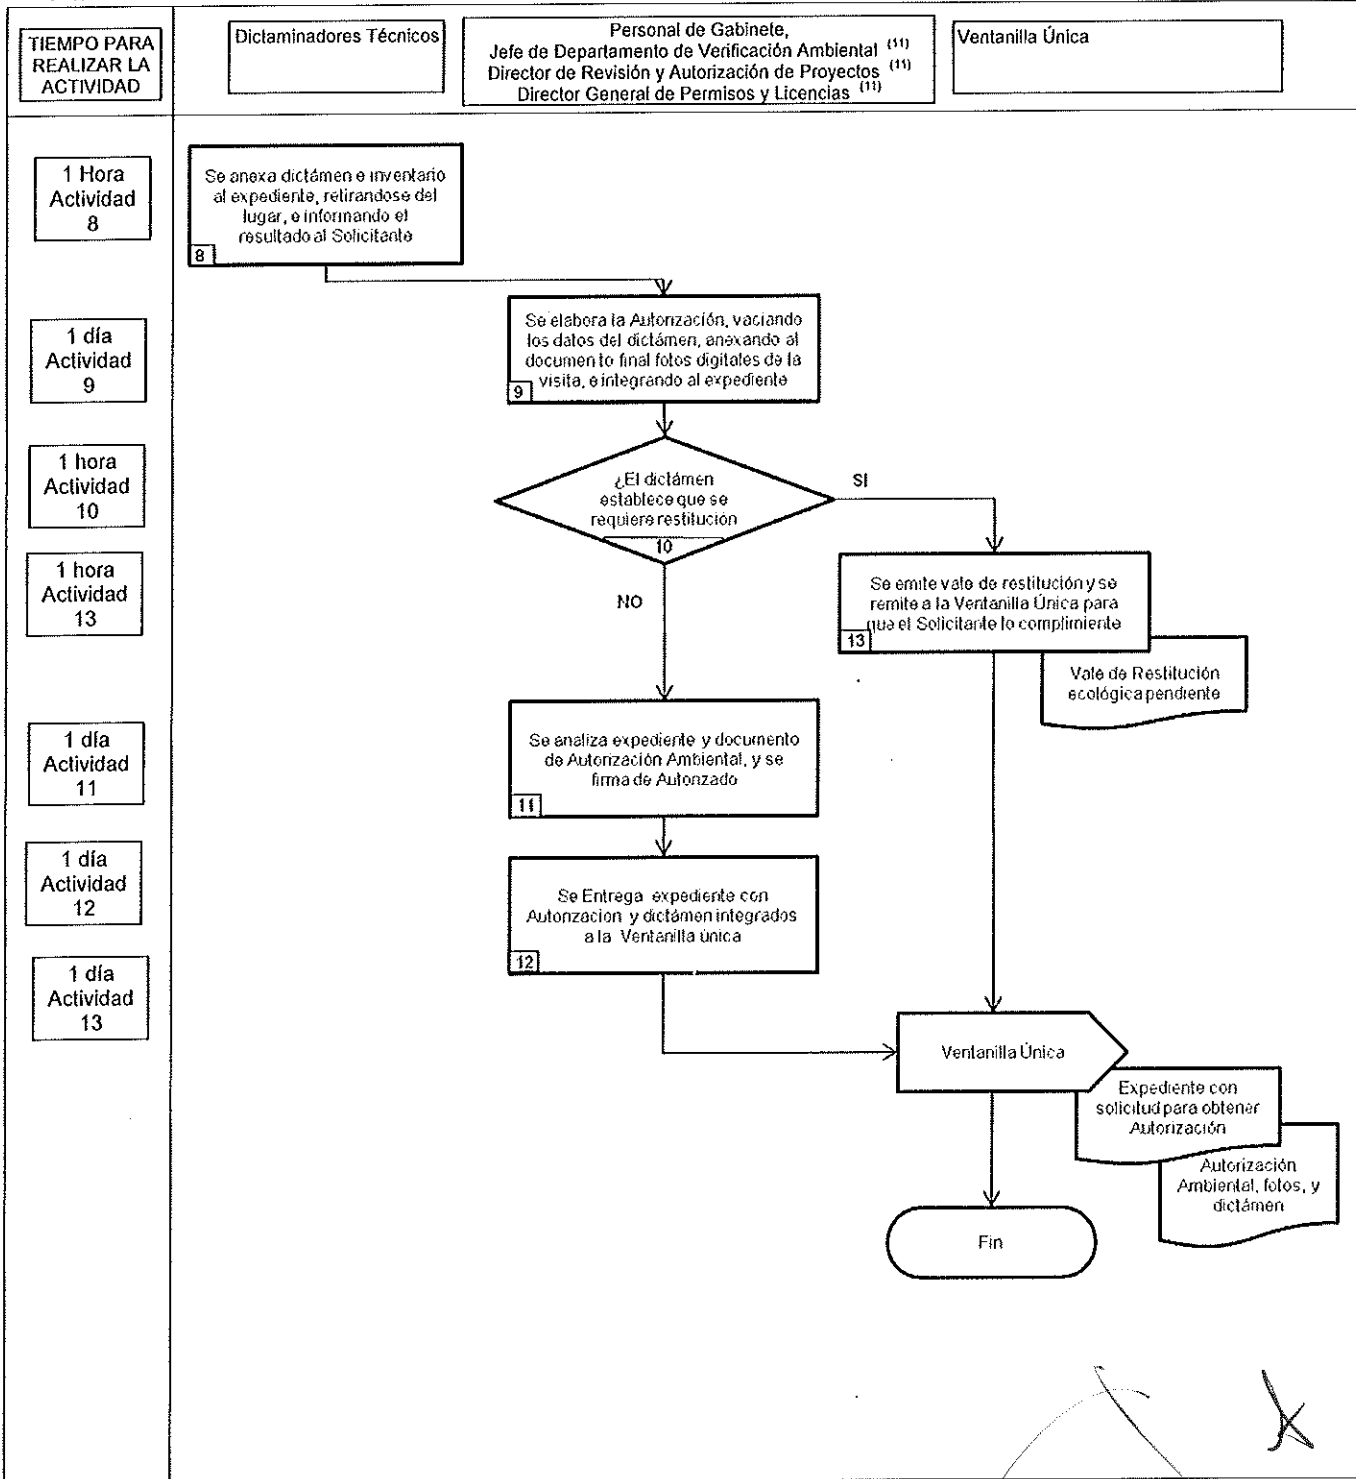 TIEMPO PARA
REALIZAR LA
ACTIVIDAD
Dictaminadores Técnicos
Personal de Gabinete,
Jefe de Departamento de Verificación Ambiental (11)
Director de Revisión y Autorización de Proyectos (11)
Director General de Permisos y Licencias (11)
Ventanilla Única
1 Hora
Actividad
8
Se anexa dictámen e inventario
al expediente, retirandose del
lugar, e informando el
resultado al Solicitante
8
1 día
Actividad
9
Se elabora la Autorización, vaciando
los datos del dictámen, anexando al
documento final fotos digitales de la
visita, e integrando al expediente
9
1 hora
Actividad
10
¿El dictámen
establece que se
requiere restitución
10
SI
NO
1 hora
Actividad
13
Se emite vale de restitución y se
remite a la Ventanilla Única para
que el Solicitante lo complimiente
13
Vale de Restitución
ecológica pendiente
1 día
Actividad
11
Se analiza expediente y documento
de Autorización Ambiental, y se
firma de Autorizado
11
1 día
Actividad
12
Se Entrega expediente con
Autorizacion y dictámen integrados
a la Ventanilla única
12
1 día
Actividad
13
Ventanilla Única
Expediente con
solicitud para obtener
Autorización
Autorización
Ambiental, fotos, y
dictámen
Fin